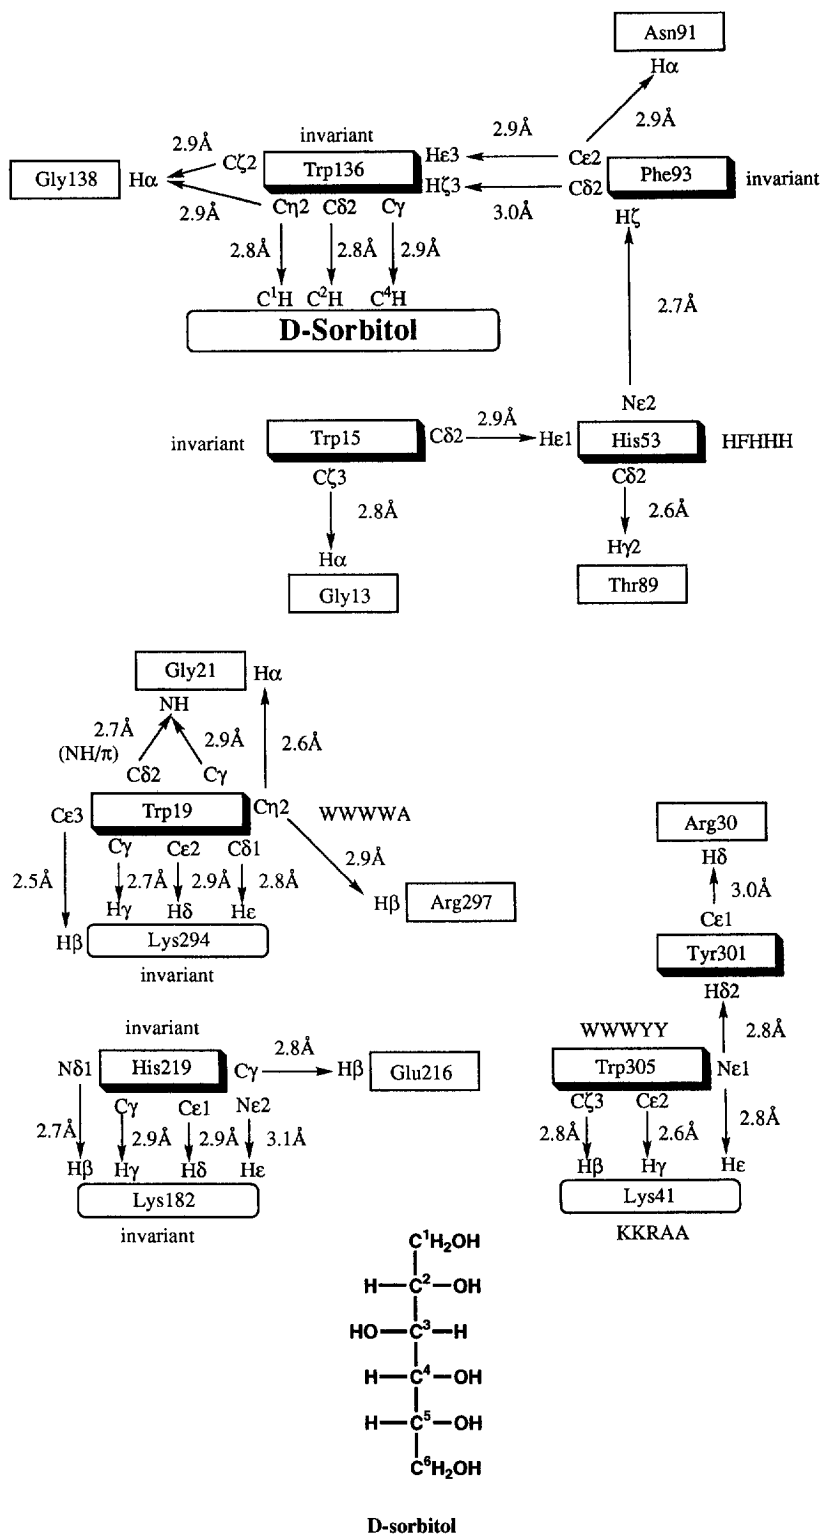 Asn91
Hα
2.9Å
2.9Å
2.9Å
invariant
Cζ2
Trp136
Hε3
Cε2
Gly138
Hα
Hζ3
Cδ2
Phe93
invariant
2.9Å
Cη2
Cδ2
Cγ
3.0Å
Hζ
2.8Å
2.8Å
2.9Å
C¹H
C²H
C⁴H
D-Sorbitol
2.7Å
Nε2
2.9Å
invariant
Trp15
Cδ2
Hε1
His53
HFHHH
Cζ3
Cδ2
2.8Å
2.6Å
Hα
Hγ2
Gly13
Thr89
Gly21
Hα
NH
2.7Å
(NH/π)
2.9Å
2.6Å
Cδ2
Cγ
Cε3
Trp19
Cη2
WWWWA
Cγ
Cε2
Cδ1
2.9Å
2.5Å
2.7Å
2.9Å
2.8Å
Hγ
Hδ
Hε
Hβ
Arg297
Hβ
Lys294
invariant
Arg30
Hδ
3.0Å
Cε1
Tyr301
Hδ2
invariant
2.8Å
WWWYY
2.8Å
Nδ1
His219
Cγ
Hβ
Glu216
Trp305
Nε1
Cγ
Cε1
Nε2
Cζ3
Cε2
2.7Å
2.9Å
2.9Å
3.1Å
2.8Å
2.6Å
2.8Å
Hβ
Hγ
Hδ
Hε
Hβ
Hγ
Hε
Lys182
Lys41
invariant
KKRAA
C¹H₂OH
H—C²—OH
HO—C³—H
H—C⁴—OH
H—C⁵—OH
C⁶H₂OH
D-sorbitol